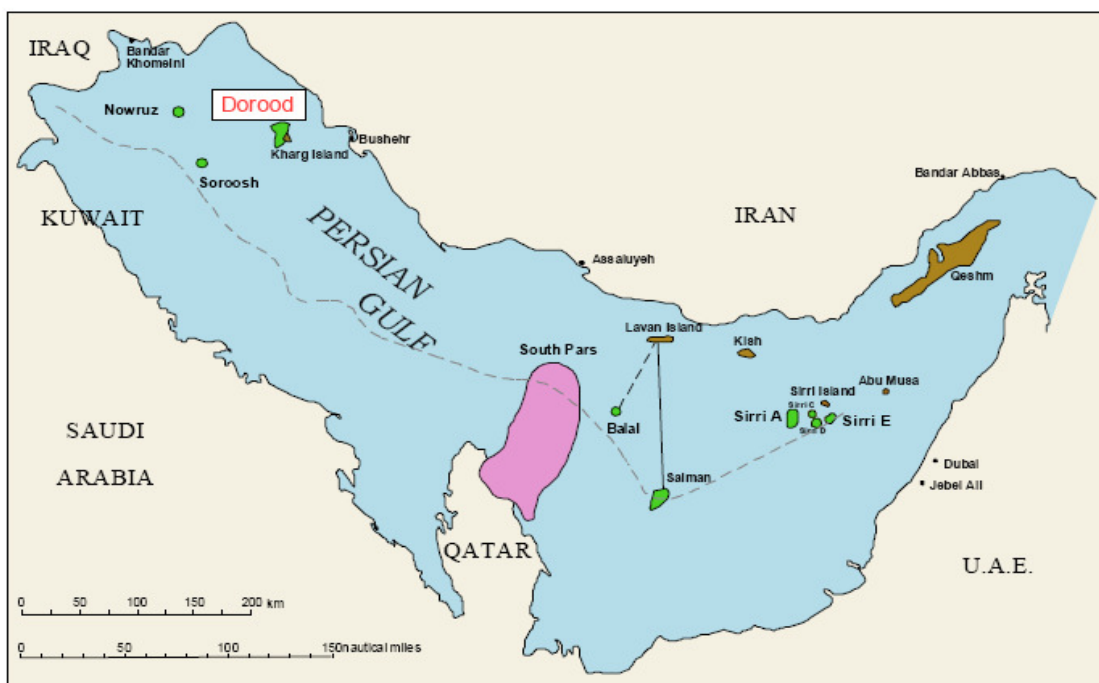 IRAQ
Bandar
Khomeini
Nowruz
Dorood
Kharg Island
Bushehr
Soroosh
KUWAIT
PERSIAN
GULF
IRAN
Bandar Abbas
Assaluyeh
Qeshm
Lavan Island
Kish
South Pars
Abu Musa
Sirri Island
Sirri C
Sirri A
Sirri E
Sirri D
Balal
SAUDI
ARABIA
Salman
Dubai
Jebel Ali
QATAR
U.A.E.
0 50 100 150 200 km
0 50 100 150 nautical miles